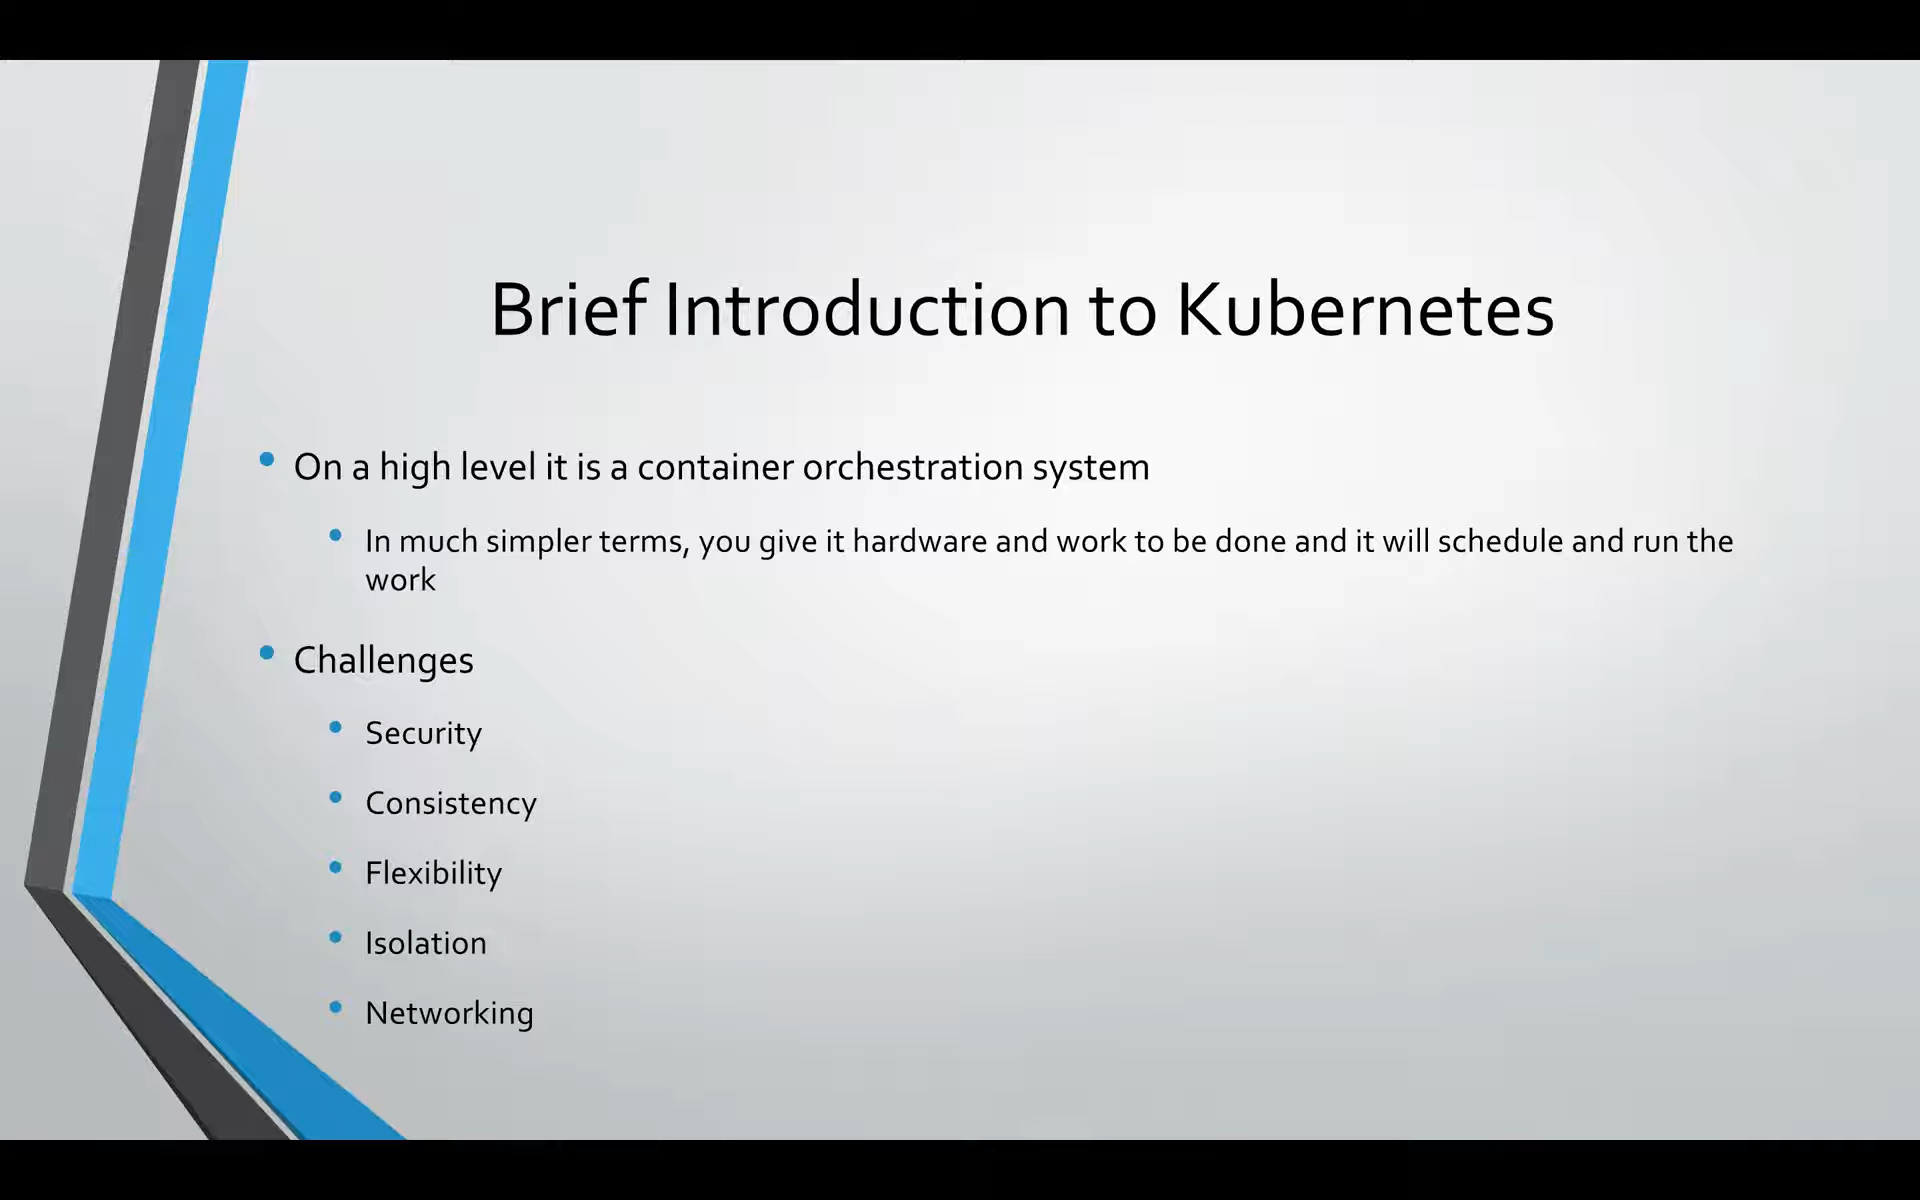 Brief Introduction to Kubernetes
On a high level it is a container orchestration system
In much simpler terms, you give it hardware and work to be done and it will schedule and run the
work
Challenges
Security
Consistency
Flexibility
Isolation
Networking